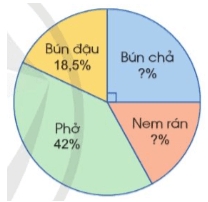 Bún đậu
18,5%
Bún chả
?%
Phở
42%
Nem rán
?%